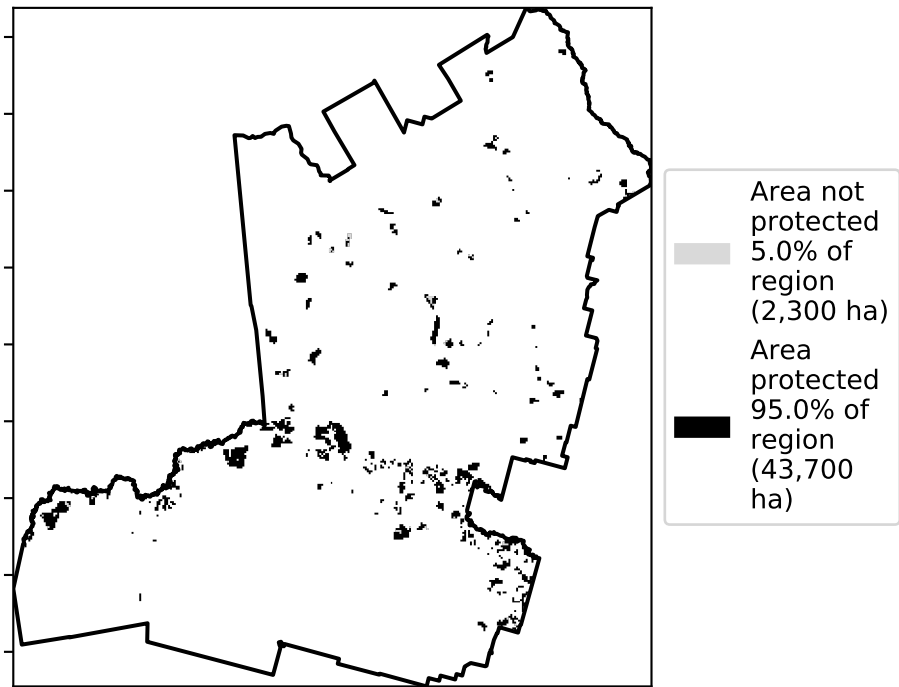 Area not
protected
5.0% of
region
(2,300 ha)
Area
protected
95.0% of
region
(43,700
ha)